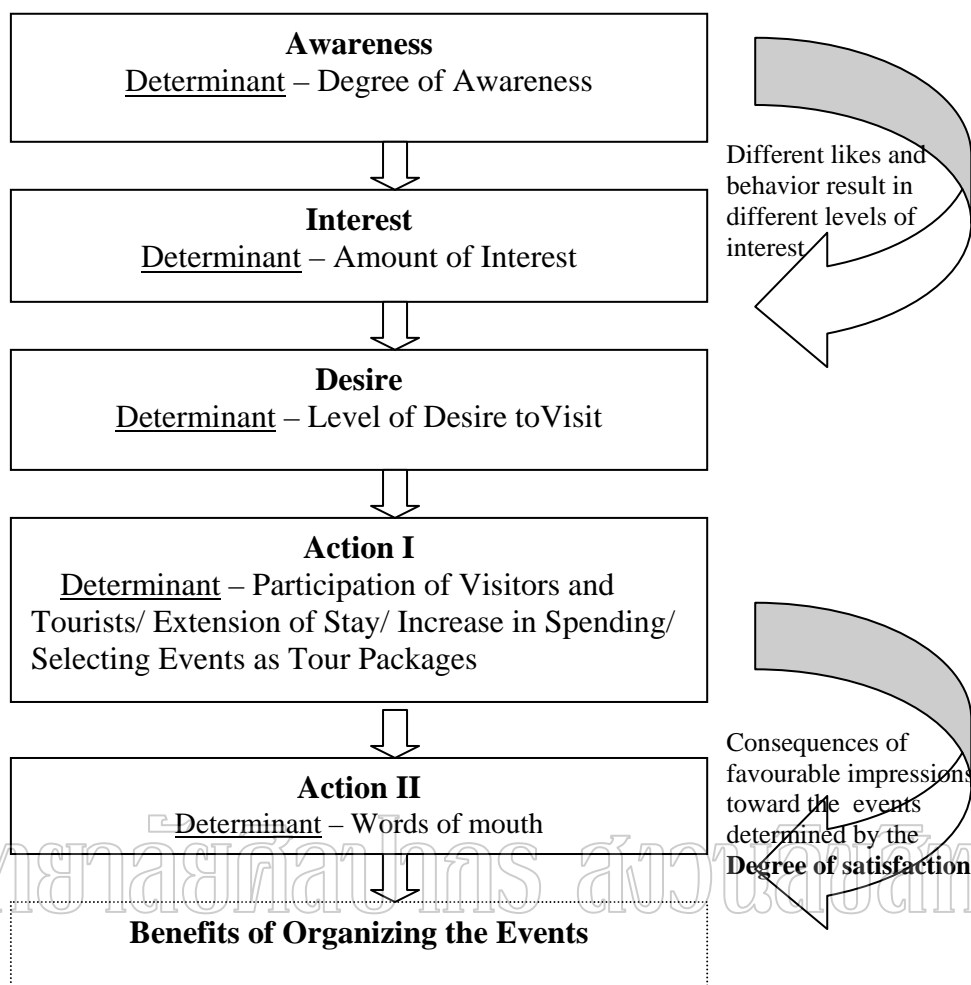 Awareness
Determinant – Degree of Awareness
Different likes and
behavior result in
different levels of
interest
Interest
Determinant – Amount of Interest
Desire
Determinant – Level of Desire toVisit
Action I
Determinant – Participation of Visitors and
Tourists/ Extension of Stay/ Increase in Spending/
Selecting Events as Tour Packages
Consequences of
favourable impressions
toward the events
determined by the
Degree of satisfaction
Action II
Determinant – Words of mouth
Benefits of Organizing the Events